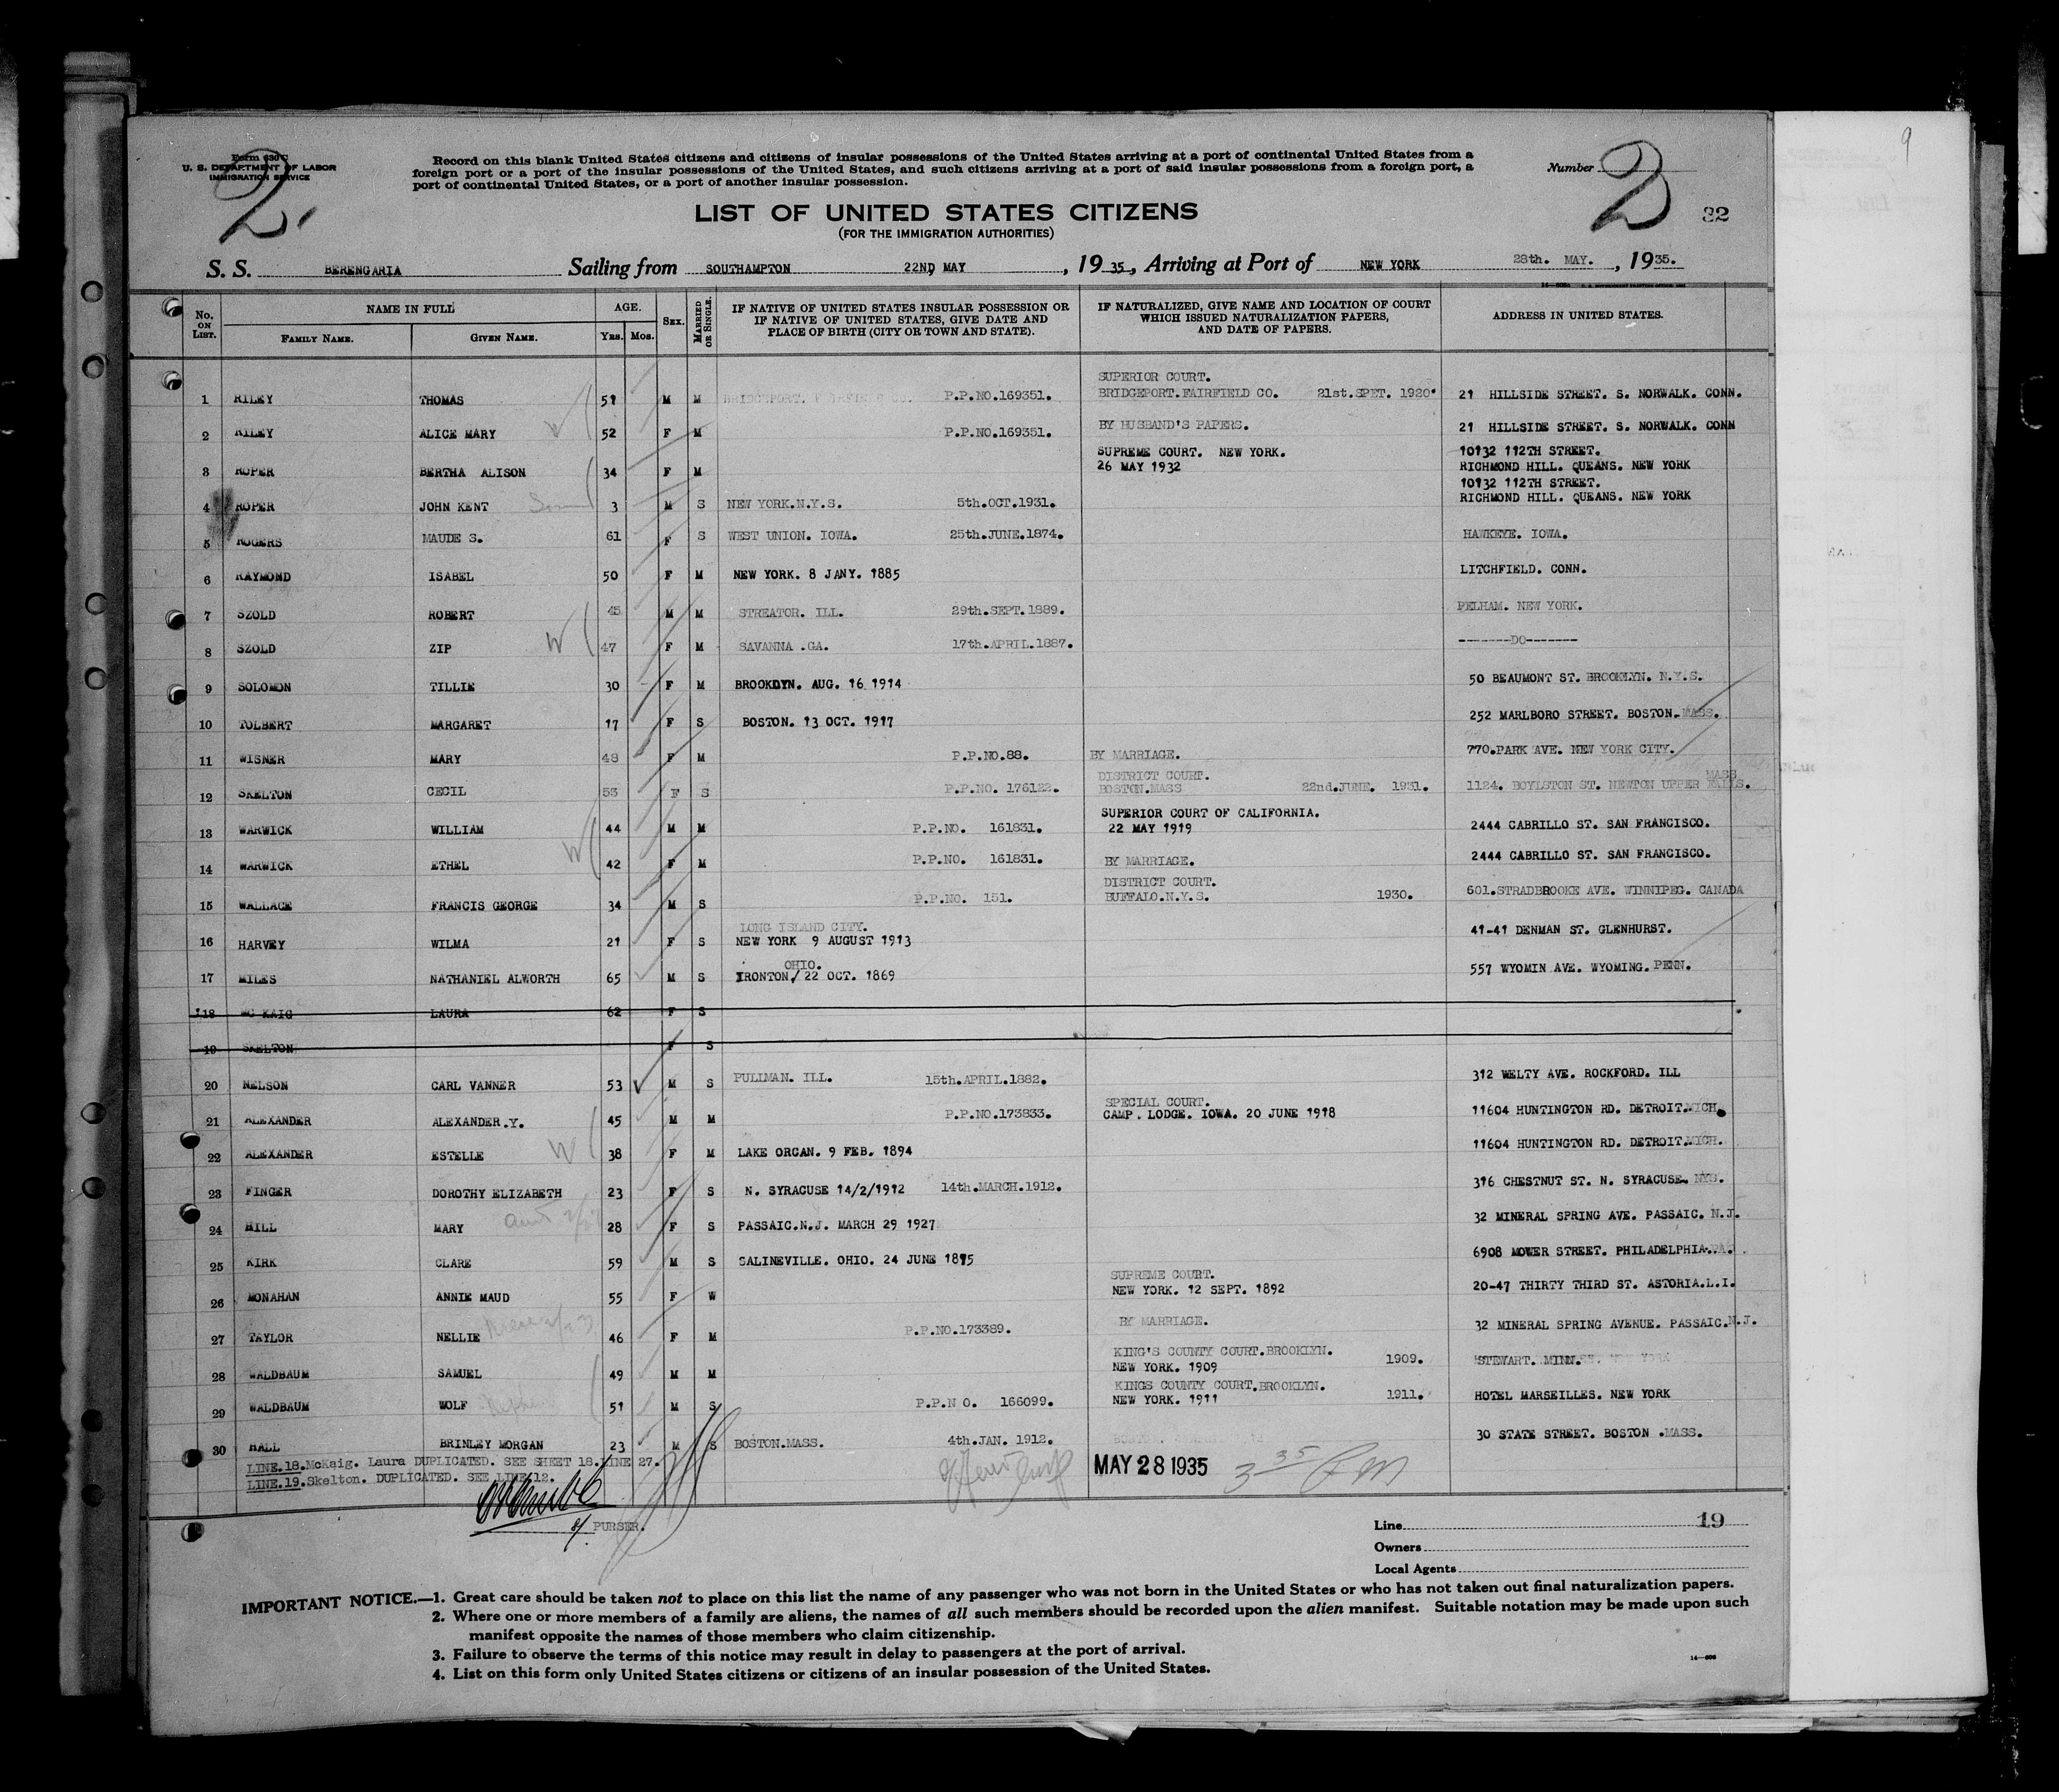 9
Form 630 C
U. S. DEPARTMENT OF LABOR
IMMIGRATION SERVICE
2.
Record on this blank United States citizens and citizens of insular possessions of the United States arriving at a port of continental United States from a
foreign port or a port of the insular possessions of the United States, and such citizens arriving at a port of said insular possessions from a foreign port, a
port of continental United States, or a port of another insular possession.
Number 2
32
LIST OF UNITED STATES CITIZENS
(FOR THE IMMIGRATION AUTHORITIES)
S. S. BERENGARIA Sailing from SOUTHAMPTON 22ND MAY, 1935, Arriving at Port of NEW YORK 28th. MAY., 1935.
No. ON LIST. NAME IN FULL FAMILY NAME. GIVEN NAME. AGE. YRS. MOS. SEX. MARRIED OR SINGLE. IF NATIVE OF UNITED STATES INSULAR POSSESSION OR IF NATIVE OF UNITED STATES, GIVE DATE AND PLACE OF BIRTH (CITY OR TOWN AND STATE). IF NATURALIZED, GIVE NAME AND LOCATION OF COURT WHICH ISSUED NATURALIZATION PAPERS, AND DATE OF PAPERS. ADDRESS IN UNITED STATES.
SUPERIOR COURT.
1 RILEY THOMAS 51 M M BRIDGEPORT. FAIRFIELD CO. P.P.NO.169351. BRIDGEPORT.FAIRFIELD CO. 21st.SPET. 1920. 21 HILLSIDE STREET. S. NORWALK. CONN.
2 RILEY ALICE MARY W 52 F M P.P.NO.169351. BY HUSBAND'S PAPERS. 21 HILLSIDE STREET. S. NORWALK. CONN
SUPREME COURT. NEW YORK. 10132 112TH STREET.
3 ROPER BERTHA ALISON 34 F M 26 MAY 1932 RICHMOND HILL. QUEANS. NEW YORK
10132 112TH STREET.
4 ROPER JOHN KENT Son 3 M S NEW YORK.N.Y.S. 5th.OCT.1931. RICHMOND HILL. QUEANS. NEW YORK
5 ROGERS MAUDE S. 61 F S WEST UNION. IOWA. 25th.JUNE.1874. HAWKEYE. IOWA.
6 RAYMOND ISABEL 50 F M NEW YORK. 8 JANY. 1885 LITCHFIELD. CONN.
7 SZOLD ROBERT 45 M M STREATOR. ILL. 29th.SEPT.1889. PELHAM. NEW YORK.
8 SZOLD ZIP W 47 F M SAVANNA .GA. 17th.APRIL.1887. -------DO-------
9 SOLOMON TILLIE 30 F M BROOKDYN. AUG. 16 1914 50 BEAUMONT ST. BROOKLYN. N.Y.S.
10 TOLBERT MARGARET 17 F S BOSTON. 13 OCT. 1917 252 MARLBORO STREET. BOSTON.MASS.
11 WISNER MARY 48 F M P.P.NO.88. BY MARRIAGE. 770.PARK AVE. NEW YORK CITY.
DISTRICT COURT. MASS
12 SKELTON CECIL 53 F S P.P.NO. 176122. BOSTON.MASS 22nd.JUNE. 1931. 1124. BOYLSTON ST. NEWTON UPPER FALLS.
SUPERIOR COURT OF CALIFORNIA.
13 WARWICK WILLIAM 44 M M P.P.NO. 161831. 22 MAY 1919 2444 CABRILLO ST. SAN FRANCISCO.
14 WARWICK ETHEL W 42 F M P.P.NO. 161831. BY MARRIAGE. 2444 CABRILLO ST. SAN FRANCISCO.
DISTRICT COURT.
15 WALLACE FRANCIS GEORGE 34 M S P.P.NO. 151. BUFFALO.N.Y.S. 1930. 601.STRADBROOKE AVE. WINNIPEG. CANADA
LONG ISLAND CITY.
16 HARVEY WILMA 21 F S NEW YORK 9 AUGUST 1913 41-41 DENMAN ST. GLENHURST.
OHIO.
17 MILES NATHANIEL ALWORTH 65 M S IRONTON./ 22 OCT. 1869 557 WYOMIN AVE. WYOMING. PENN.
18 MC KAIG LAURA 62 F S
19 SKELTON F S
20 NELSON CARL VANNER 53 M S PULIMAN. ILL. 15th.APRIL.1882. 312 WELTY AVE. ROCKFORD. ILL
SPECIAL COURT.
21 ALEXANDER ALEXANDER.Y. 45 M M P.P.NO.173833. CAMP. LODGE. IOWA. 20 JUNE 1918 11604 HUNTINGTON RD. DETROIT.MICH.
22 ALEXANDER ESTELLE W 38 F M LAKE ORCAN. 9 FEB. 1894 11604 HUNTINGTON RD. DETROIT.MICH.
23 FINGER DOROTHY ELIZABETH 23 F S N. SYRACUSE 14/2/1912 14th.MARCH.1912. 316 CHESTNUT ST. N. SYRACUSE. NYS.
24 HILL MARY 28 F S PASSAIC.N.J. MARCH 29 1927 32 MINERAL SPRING AVE. PASSAIC. N.J.
25 KIRK CLARE 59 M S SALINEVILLE. OHIO. 24 JUNE 1875 6908 MOWER STREET. PHILADELPHIA.
SUPREME COURT.
26 MONAHAN ANNIE MAUD 55 F W NEW YORK. 12 SEPT. 1892 20-47 THIRTY THIRD ST. ASTORIA.L.I.
27 TAYLOR NELLIE 46 F M P.P.NO.173389. BY MARRIAGE. 32 MINERAL SPRING AVENUE. PASSAIC.N.J.
KING'S COUNTY COURT.BROOKLYN.
28 WALDBAUM SAMUEL 49 M M NEW YORK. 1909 1909. STEWART. MINN.
KINGS COUNTY COURT.BROOKLYN.
29 WALDBAUM WOLF 51 M S P.P.N O. 166099. NEW YORK. 1911 1911. HOTEL MARSEILLES. NEW YORK
30 HALL BRINLEY MORGAN 23 M S BOSTON.MASS. 4th.JAN. 1912. 30 STATE STREET. BOSTON .MASS.
LINE.18.McKaig. Laura DUPLICATED. SEE SHEET 18.LINE 27.
LINE.19.Skelton. DUPLICATED. SEE LINE 12.
MAY 28 1935 3 35 PM
PURSER.
Line 19
Owners
Local Agents
IMPORTANT NOTICE.—1. Great care should be taken not to place on this list the name of any passenger who was not born in the United States or who has not taken out final naturalization papers.
2. Where one or more members of a family are aliens, the names of all such members should be recorded upon the alien manifest. Suitable notation may be made upon such
manifest opposite the names of those members who claim citizenship.
3. Failure to observe the terms of this notice may result in delay to passengers at the port of arrival.
4. List on this form only United States citizens or citizens of an insular possession of the United States.